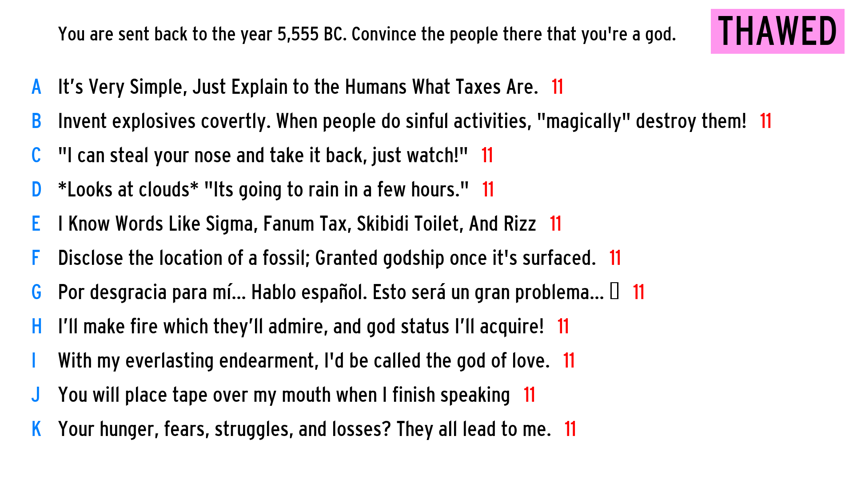 You are sent back to the year 5,555 BC. Convince the people there that you're a god.
THAWED
A It’s Very Simple, Just Explain to the Humans What Taxes Are. 11
B Invent explosives covertly. When people do sinful activities, "magically" destroy them! 11
C "I can steal your nose and take it back, just watch!" 11
D *Looks at clouds* "Its going to rain in a few hours." 11
E I Know Words Like Sigma, Fanum Tax, Skibidi Toilet, And Rizz 11
F Disclose the location of a fossil; Granted godship once it's surfaced. 11
G Por desgracia para mí... Hablo español. Esto será un gran problema... 11
H I’ll make fire which they’ll admire, and god status I’ll acquire! 11
I With my everlasting endearment, I'd be called the god of love. 11
J You will place tape over my mouth when I finish speaking 11
K Your hunger, fears, struggles, and losses? They all lead to me. 11